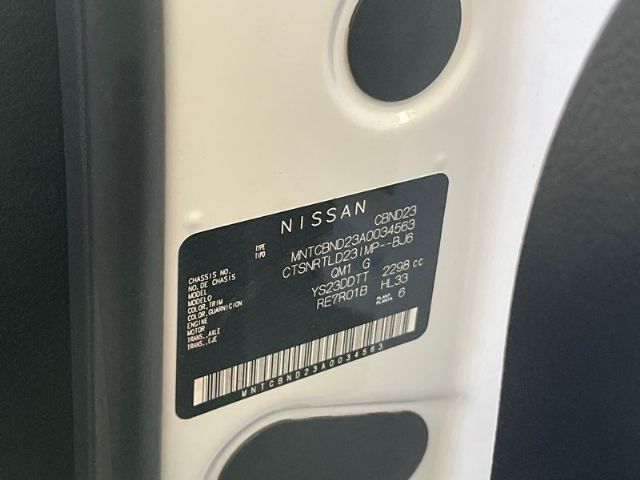 NISSAN
TYPE
TIPO CBND23
CHASSIS NO.
NO. DE CHASIS MNTCBND23A0034563
MODEL
MODELO CTSNRTLD23IMP--BJ6
COLOR,TRIM
COLOR,GUARNICION QM1 G
ENGINE
MOTOR YS23DDTT 2298 CC
TRANS.,AXLE
TRANS.,EJE RE7R01B HL33
PLANT
PLANTA 6
MNTCBND23A0034563